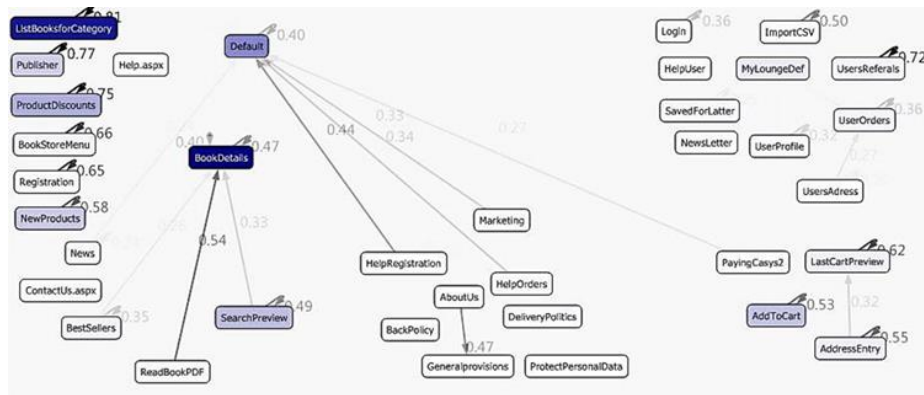 ListBooksforCategory
0.81
Publisher
0.77
Help.aspx
ProductDiscounts
0.75
BookStoreMenu
0.66
Registration
0.65
NewProducts
0.58
News
ContactUs.aspx
BestSellers
0.35
ReadBookPDF
Default
0.40
0.40
BookDetails
0.47
0.26
0.33
0.54
SearchPreview
0.49
0.44
0.33
0.34
0.27
Marketing
HelpRegistration
HelpOrders
AboutUs
DeliveryPolitics
BackPolicy
0.47
Generalprovisions
ProtectPersonalData
Login
0.36
ImportCSV
0.50
HelpUser
MyLoungeDef
UsersReferals
0.72
SavedForLatter
UserOrders
0.36
NewsLetter
UserProfile
0.32
0.27
UsersAdress
PayingCasys2
LastCartPreview
0.62
AddToCart
0.53
0.32
AddressEntry
0.55